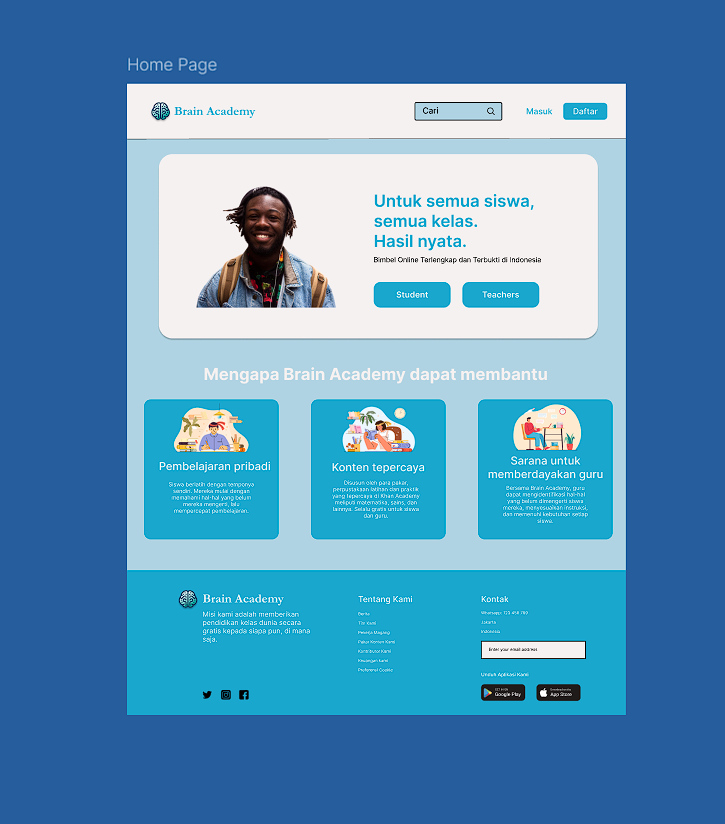 Home Page
Brain Academy
Cari
Masuk
Daftar
Untuk semua siswa,
semua kelas.
Hasil nyata.
Bimbel Online Terlengkap dan Terbukti di Indonesia
Student
Teachers
Mengapa Brain Academy dapat membantu
Pembelajaran pribadi
Siswa berlatih dengan temponya
sendiri. Mereka mulai dengan
memahami hal-hal yang belum
mereka mengerti, lalu
mempercepat pembelajaran.
Konten tepercaya
Disusun oleh para pakar,
perpustakaan latihan dan praktik
yang tepercaya di Khan Academy
meliputi matematika, sains, dan
lainnya. Selalu gratis untuk siswa
dan guru.
Sarana untuk
memberdayakan guru
Bersama Brain Academy, guru
dapat mengidentifikasi hal-hal
yang belum dimengerti siswa
mereka, menyesuaikan instruksi,
dan memenuhi kebutuhan setiap
siswa.
Brain Academy
Misi kami adalah memberikan
pendidikan kelas dunia secara
gratis kepada siapa pun, di mana
saja.
Tentang Kami
Berita
Tim Kami
Peserta Magang
Pakar Konten Kami
Kontributor Kami
Khidangan kami
Preferensi Cookie
Kontak
Whatsapp: 123 456 789
Jakarta
Indonesia
Enter your email address
Unduh Aplikasi Kami
GET IT ON
Google Play
Download on the
App Store